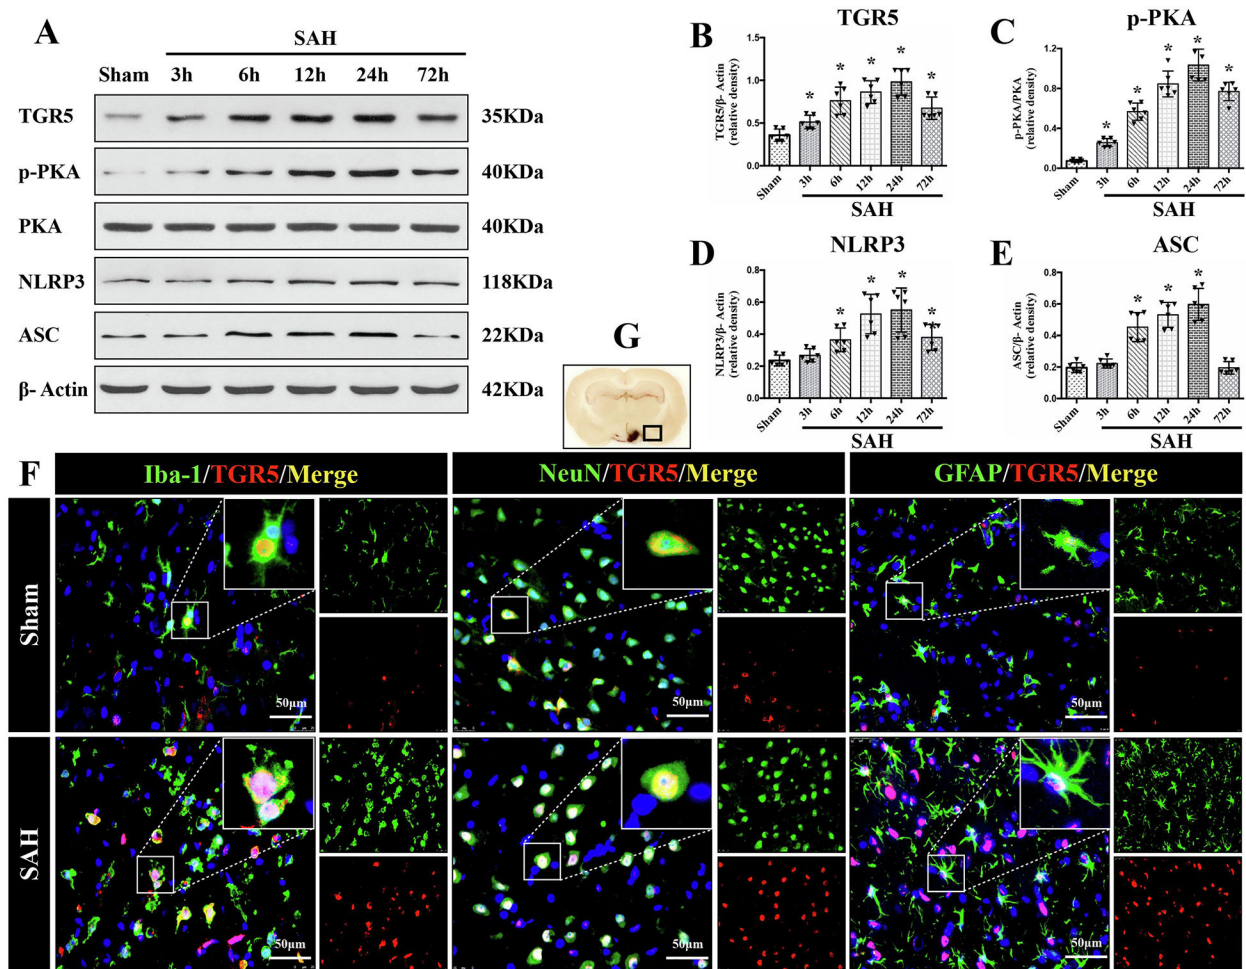 A
SAH
Sham 3h 6h 12h 24h 72h
TGR5 35KDa
p-PKA 40KDa
PKA 40KDa
NLRP3 118KDa
ASC 22KDa
β- Actin 42KDa
B
TGR5
TGR5/β- Actin
(relative density)
1.5
1.0
0.5
0.0
* * * * *
Sham 3h 6h 12h 24h 72h
SAH
C
p-PKA
p-PKA/PKA
(relative density)
1.2
0.8
0.4
0.0
* * * * *
Sham 3h 6h 12h 24h 72h
SAH
D
NLRP3
NLRP3/β- Actin
(relative density)
0.8
0.6
0.4
0.2
0.0
* * * *
Sham 3h 6h 12h 24h 72h
SAH
E
ASC
ASC/β- Actin
(relative density)
0.8
0.6
0.4
0.2
0.0
* * *
Sham 3h 6h 12h 24h 72h
SAH
G
F
Iba-1/TGR5/Merge
NeuN/TGR5/Merge
GFAP/TGR5/Merge
Sham
50μm
50μm
50μm
SAH
50μm
50μm
50μm